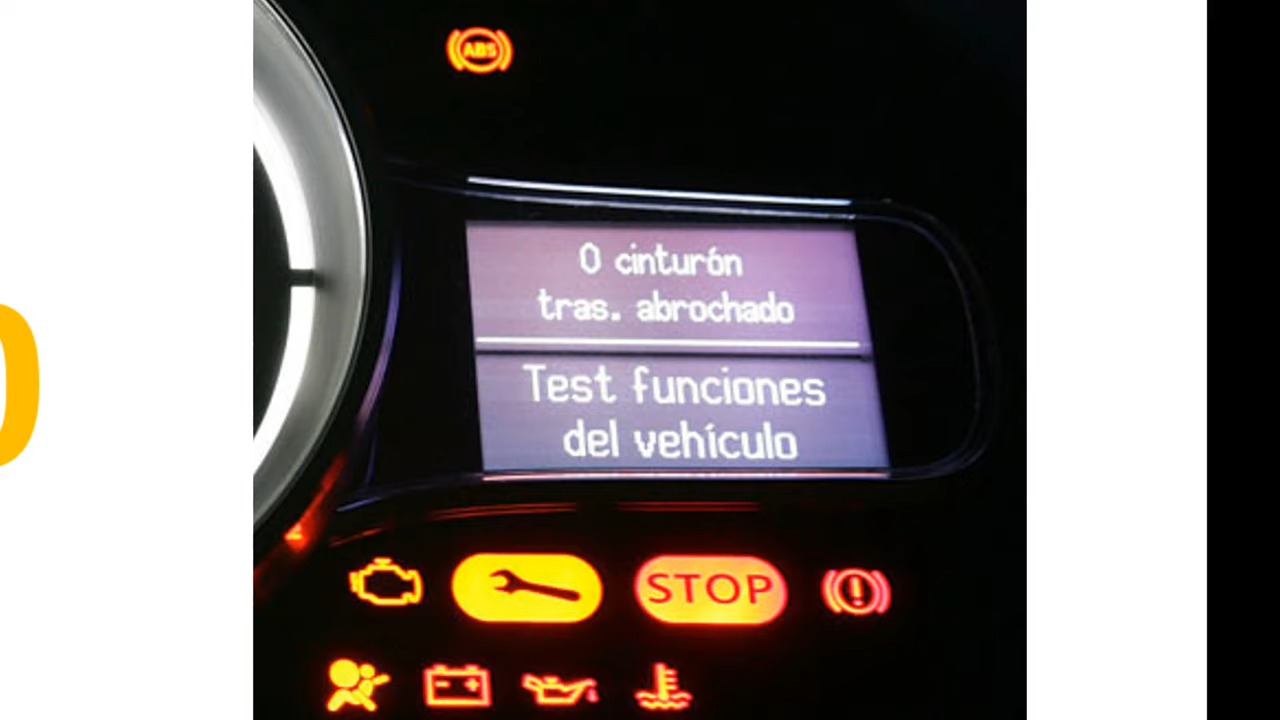 ABS
0 cinturón
tras. abrochado
Test funciones
del vehículo
STOP